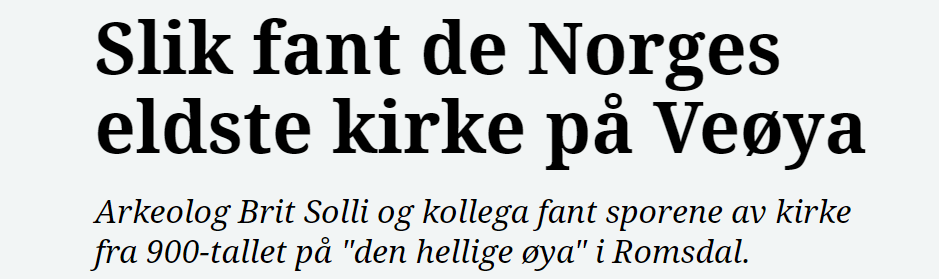 Slik fant de Norges
eldste kirke på Veøya
Arkeolog Brit Solli og kollega fant sporene av kirke
fra 900-tallet på "den hellige øya" i Romsdal.